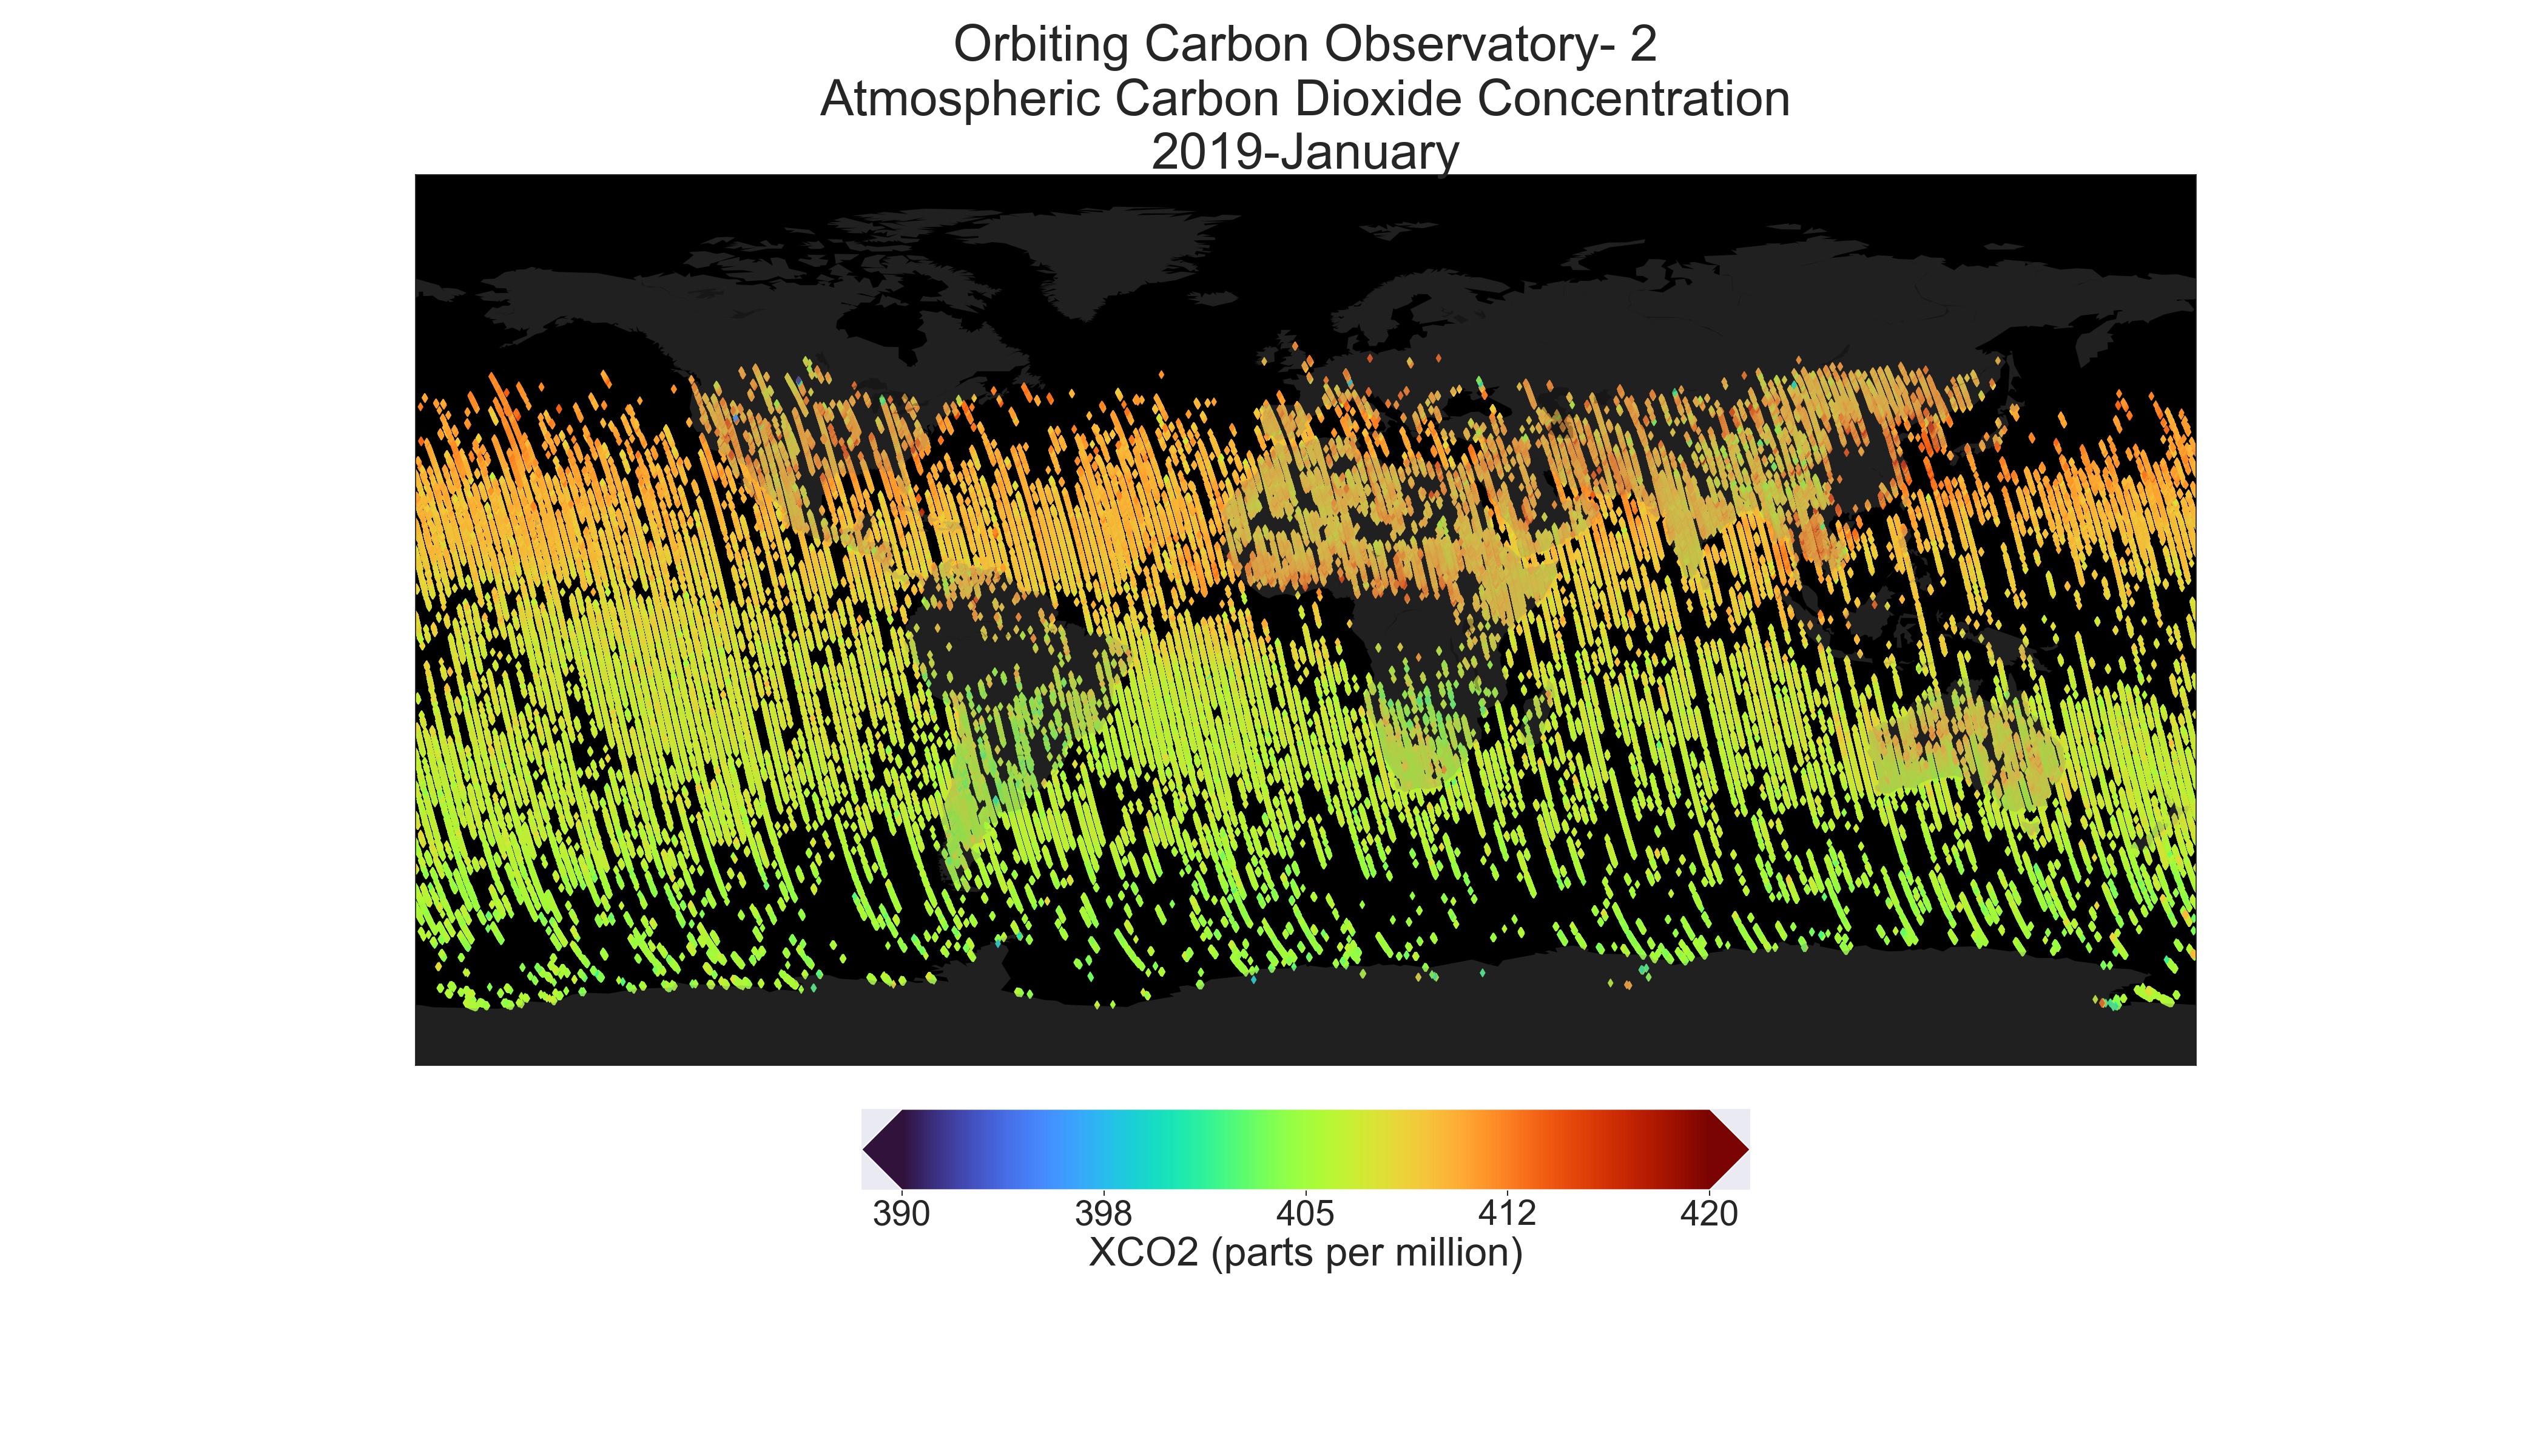 Orbiting Carbon Observatory- 2
Atmospheric Carbon Dioxide Concentration
2019-January
390 398 405 412 420
XCO2 (parts per million)